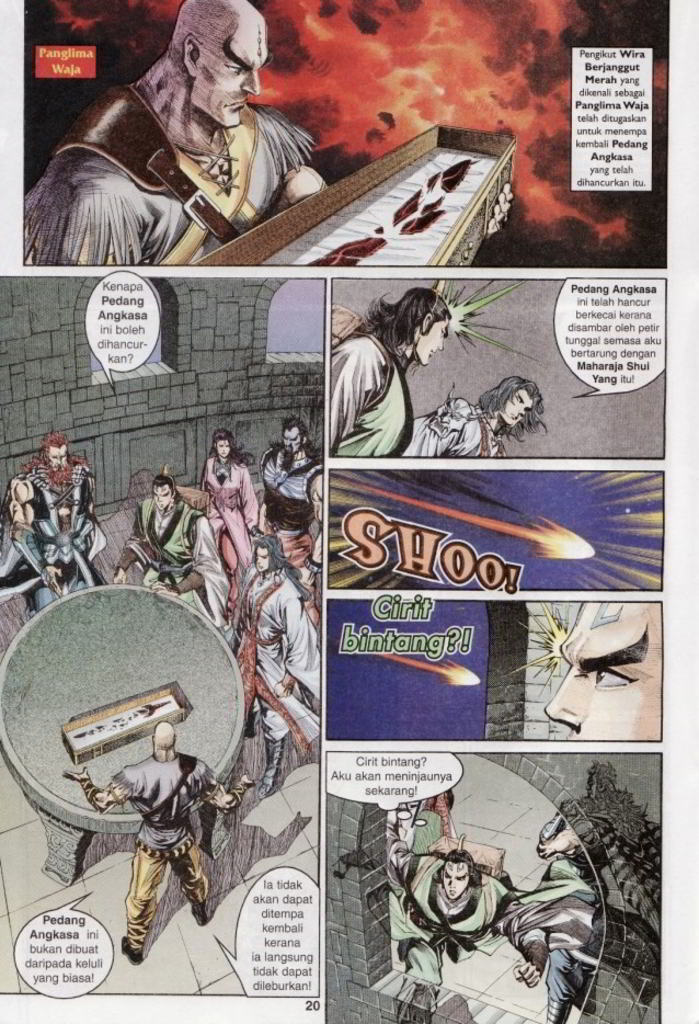 Panglima
Waja
Pengikut Wira
Berjanggut
Merah yang
dikenali sebagai
Panglima Waja
telah ditugaskan
untuk menempa
kembali Pedang
Angkasa
yang telah
dihancurkan itu.
Kenapa
Pedang
Angkasa
ini boleh
dihancur-
kan?
Pedang Angkasa
ini telah hancur
berkecai kerana
disambar oleh petir
tunggal semasa aku
bertarung dengan
Maharaja Shui
Yang itu!
SHOO!
Cirit
bintang?!
Pedang
Angkasa ini
bukan dibuat
daripada keluli
yang biasa!
Ia tidak
akan dapat
ditempa
kembali
kerana
ia langsung
tidak dapat
dileburkan!
Cirit bintang?
Aku akan meninjaunya
sekarang!
20